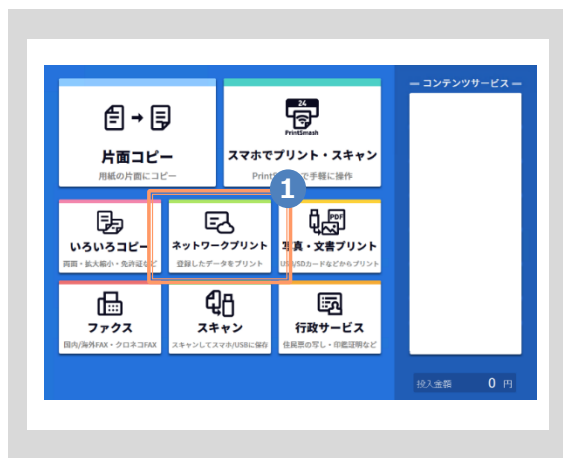 — コンテンツサービス —
24
PrintSmash
片面コピー
用紙の片面にコピー
スマホでプリント・スキャン
で手軽に操作
1
いろいろコピー
両面・拡大縮小・免許証など
ネットワークプリント
登録したデータをプリント
PDF
写真・文書プリント
USB/SDカードなどからプリント
ファクス
国内/海外FAX・クロネコFAX
スキャン
スキャンしてスマホ/USBに保存
行政サービス
住民票の写し・印鑑証明など
投入金額 0 円